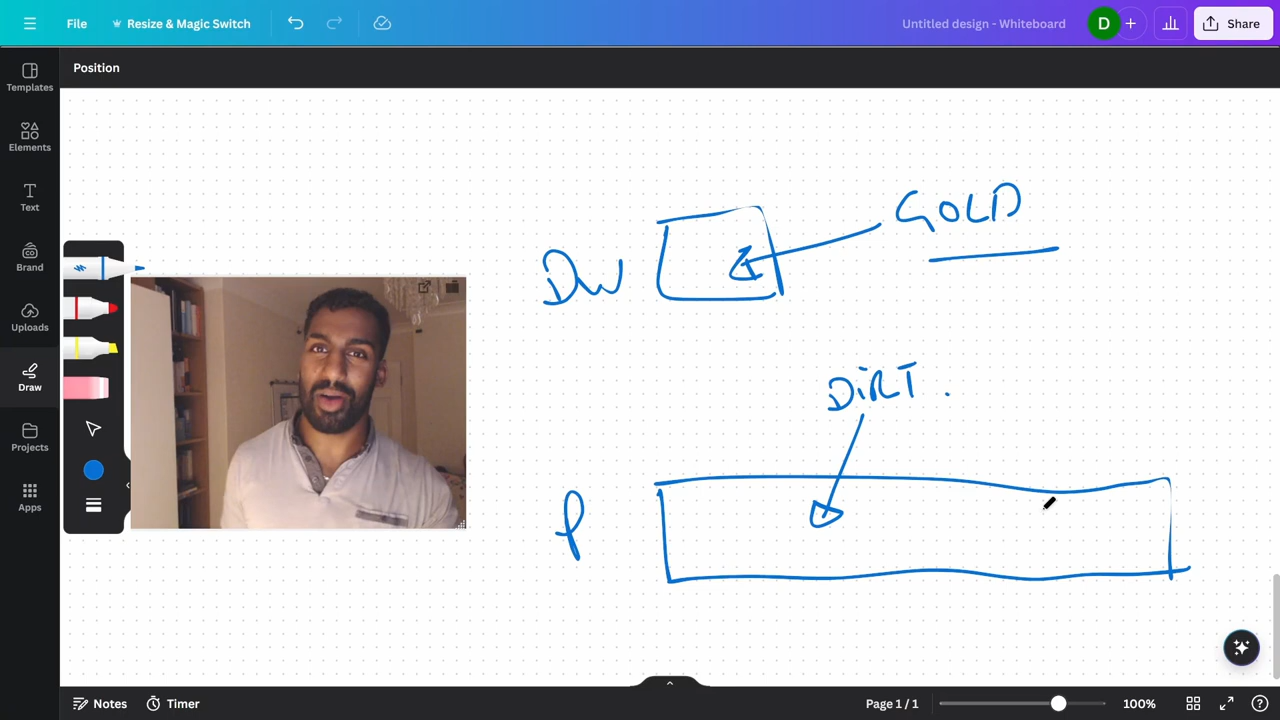 File
Resize & Magic Switch
Untitled design - Whiteboard
D
Share
Position
Templates
Elements
Text
Brand
Uploads
Draw
Projects
Apps
GOLD
DW
DiRT.
P
Notes
Timer
Page 1 / 1
100%